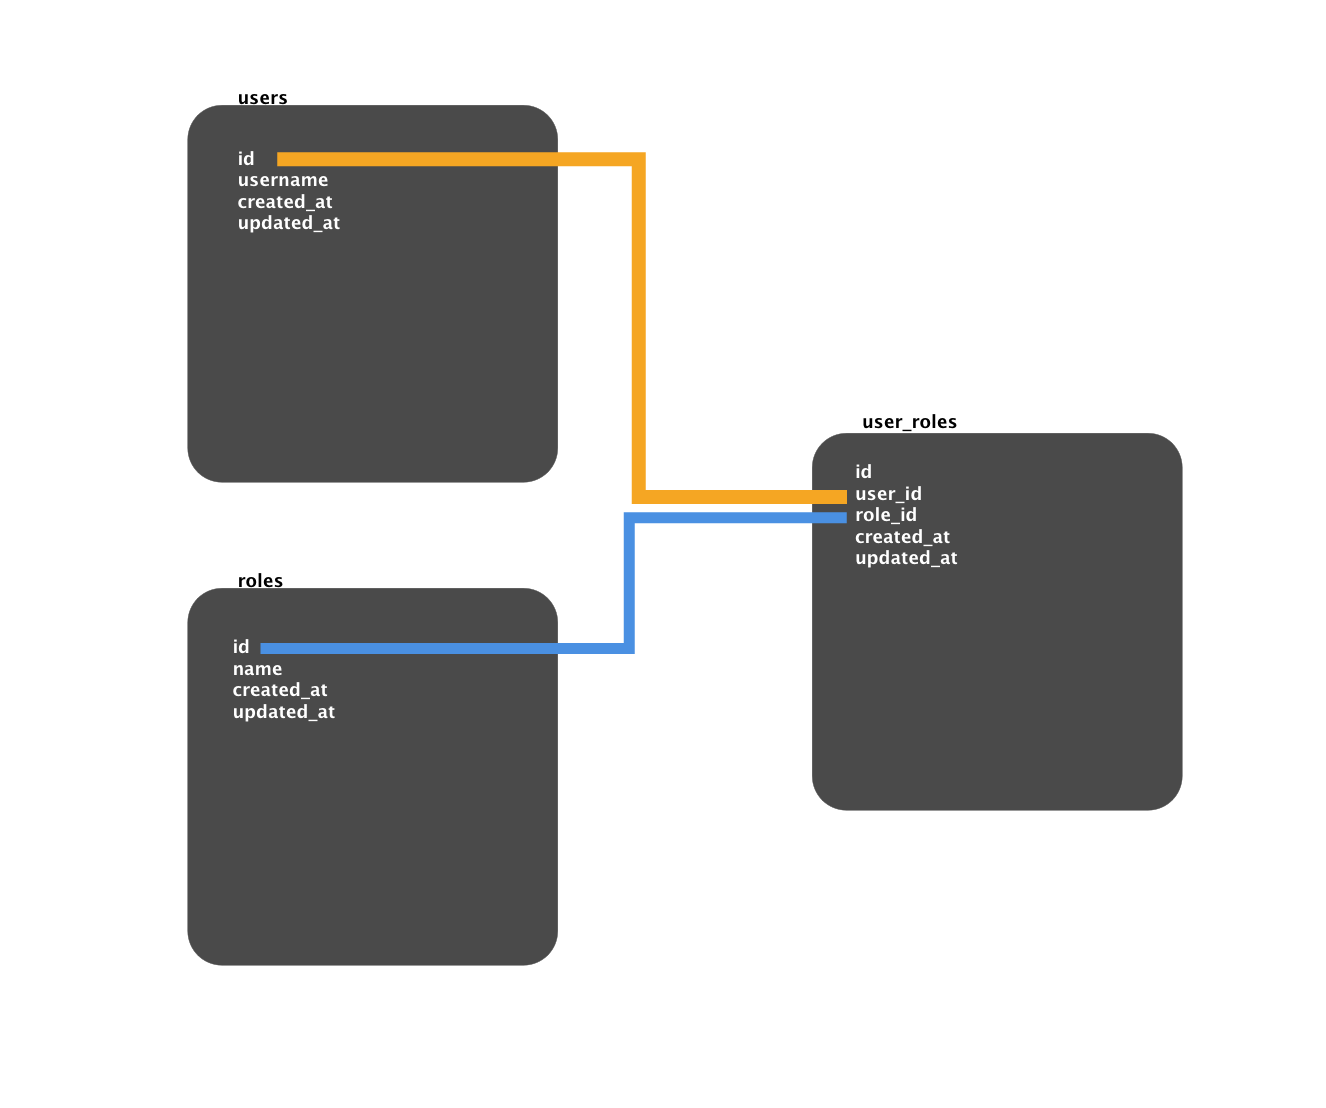 users
id
username
created_at
updated_at
user_roles
id
user_id
role_id
created_at
updated_at
roles
id
name
created_at
updated_at